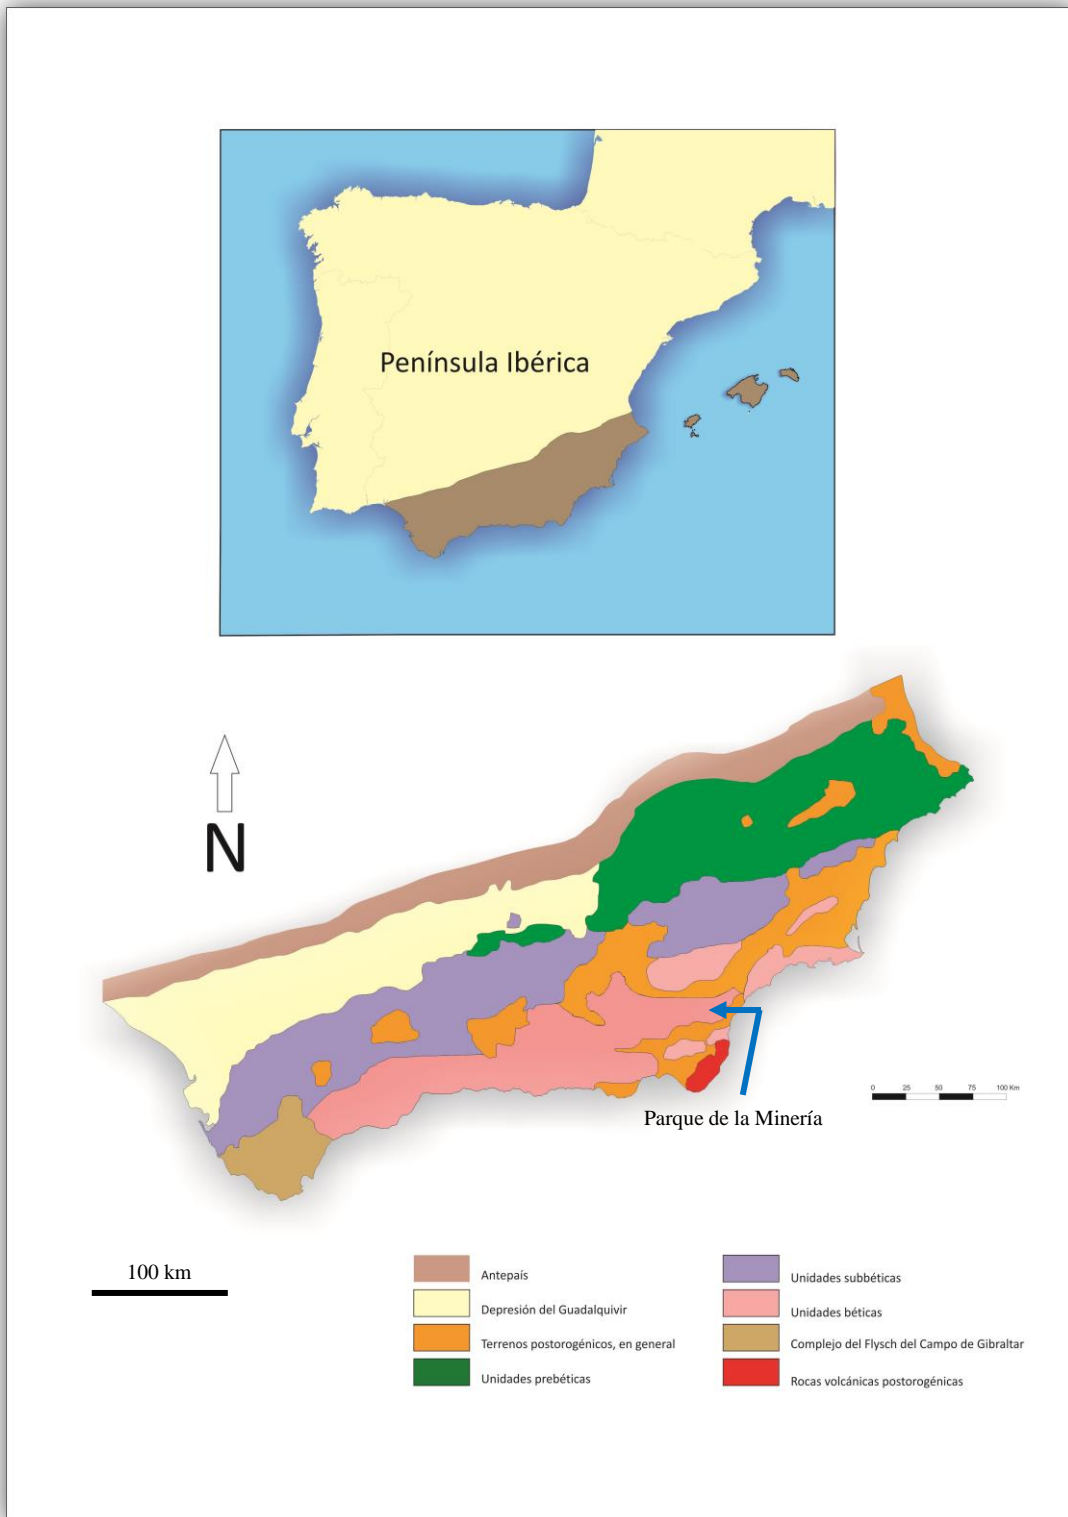 Península Ibérica
N
Parque de la Minería
0 25 50 75 100 Km
100 km
Antepaís
Depresión del Guadalquivir
Terrenos postorogénicos, en general
Unidades prebéticas
Unidades subbéticas
Unidades béticas
Complejo del Flysch del Campo de Gibraltar
Rocas volcánicas postorogénicas